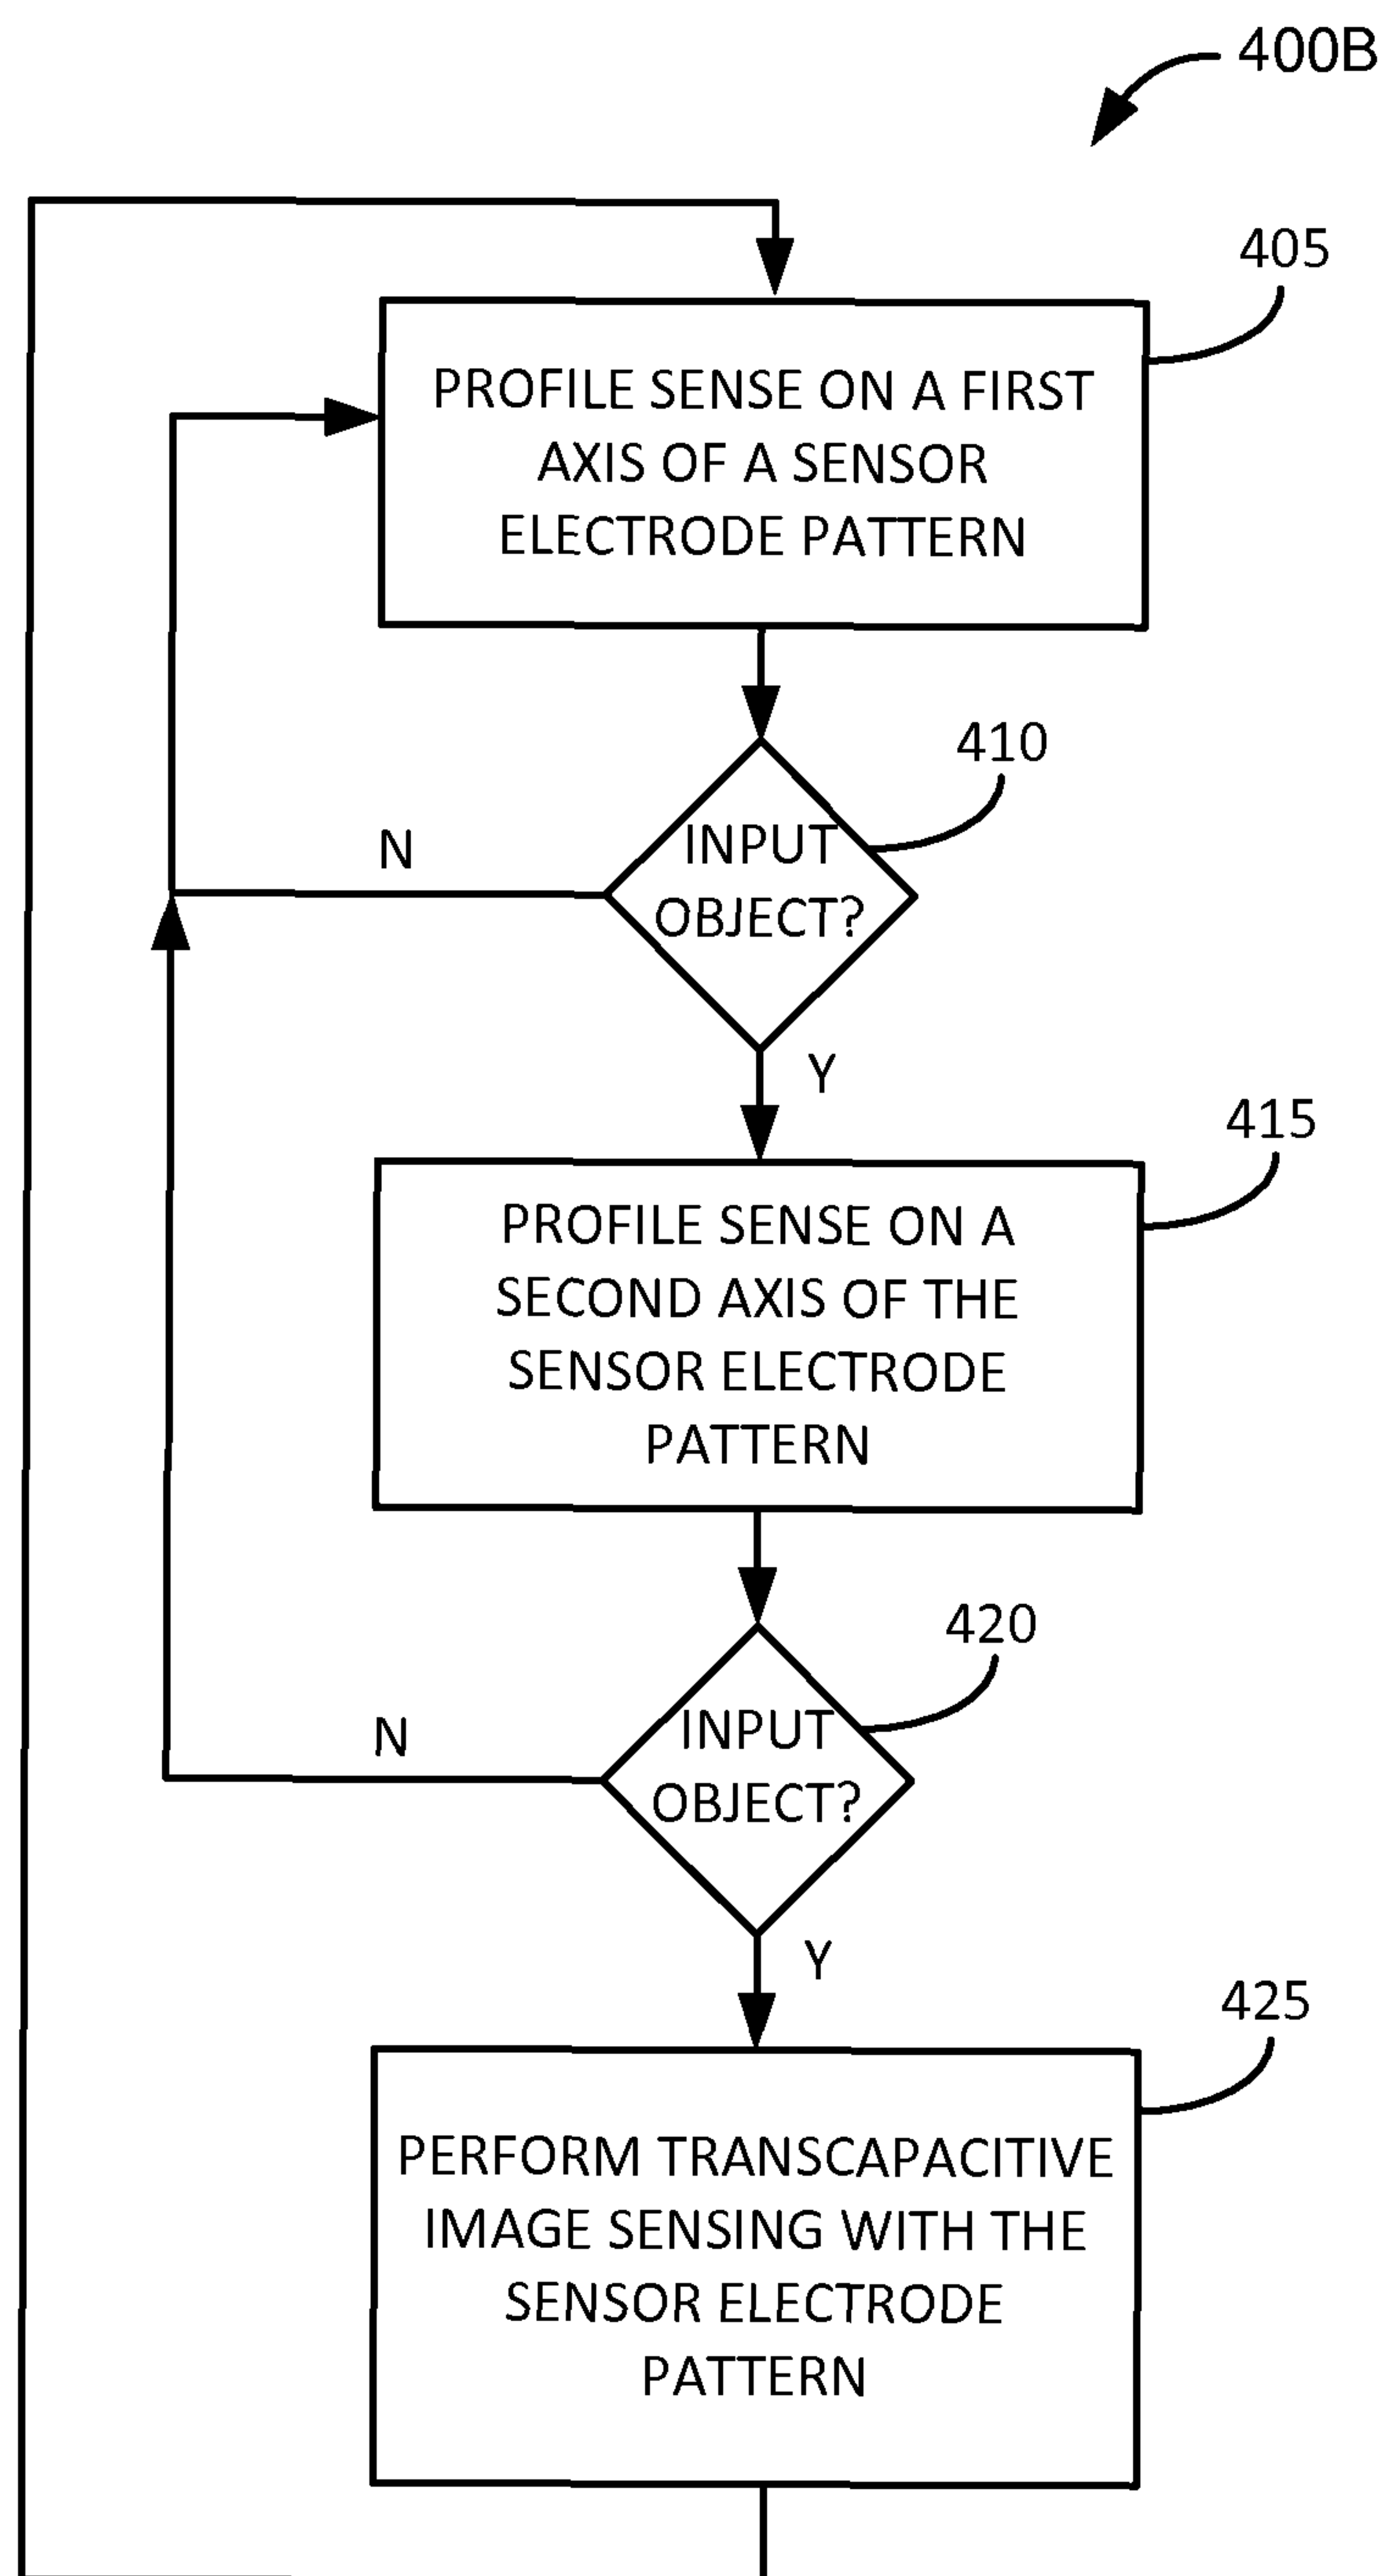 400B
405
PROFILE SENSE ON A FIRST
AXIS OF A SENSOR
ELECTRODE PATTERN
410
INPUT
OBJECT?
N
Y
415
PROFILE SENSE ON A
SECOND AXIS OF THE
SENSOR ELECTRODE
PATTERN
420
INPUT
OBJECT?
N
Y
425
PERFORM TRANSCAPACITIVE
IMAGE SENSING WITH THE
SENSOR ELECTRODE
PATTERN